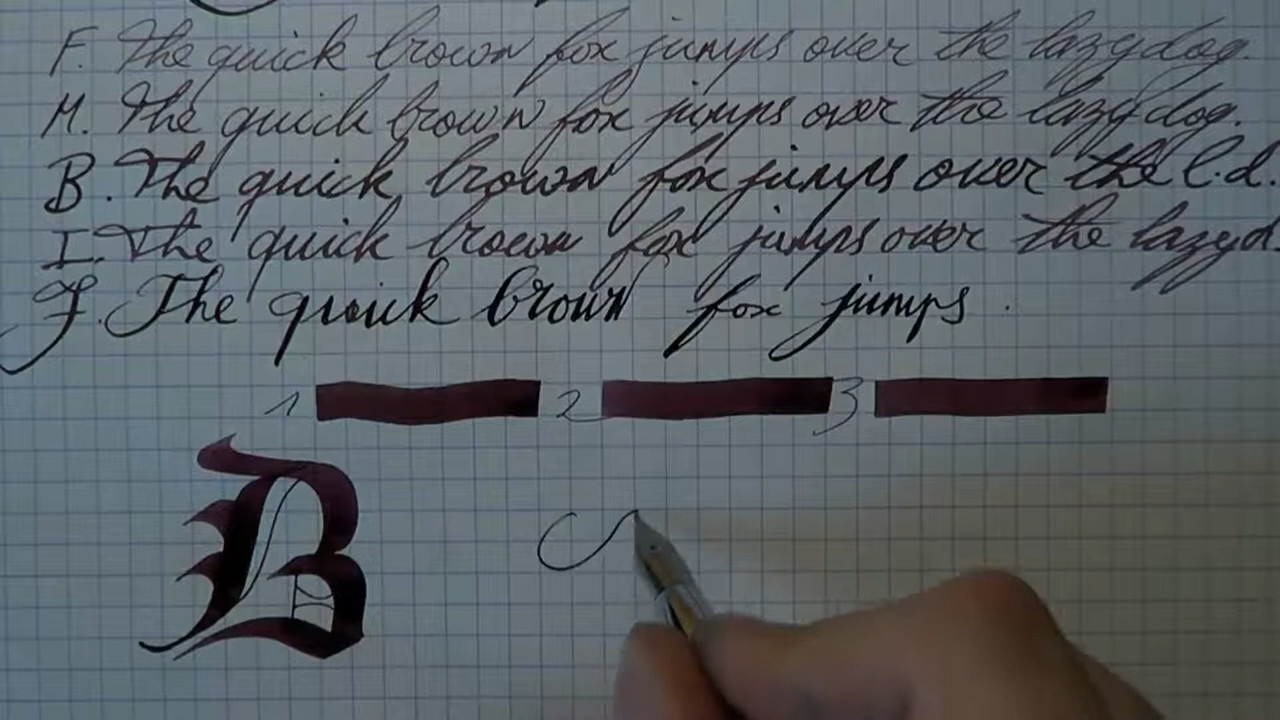 F. The quick brown fox jumps over the lazy dog.
M. The quick brown fox jumps over the lazy dog.
B. The quick brown fox jumps over the l.d.
I. The quick brown fox jumps over the lazy d
F. The quick brown fox jumps.
1 2 3
B